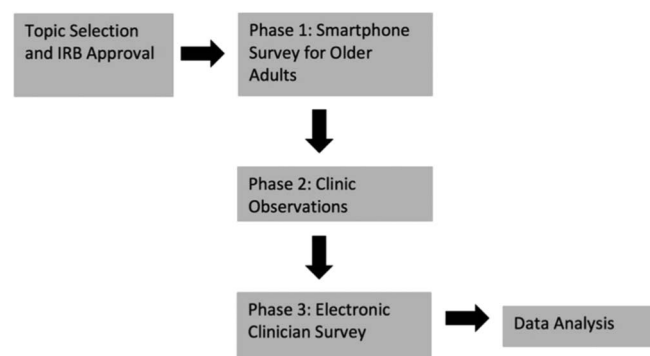 Topic Selection
and IRB Approval
Phase 1: Smartphone
Survey for Older
Adults
Phase 2: Clinic
Observations
Phase 3: Electronic
Clinician Survey
Data Analysis